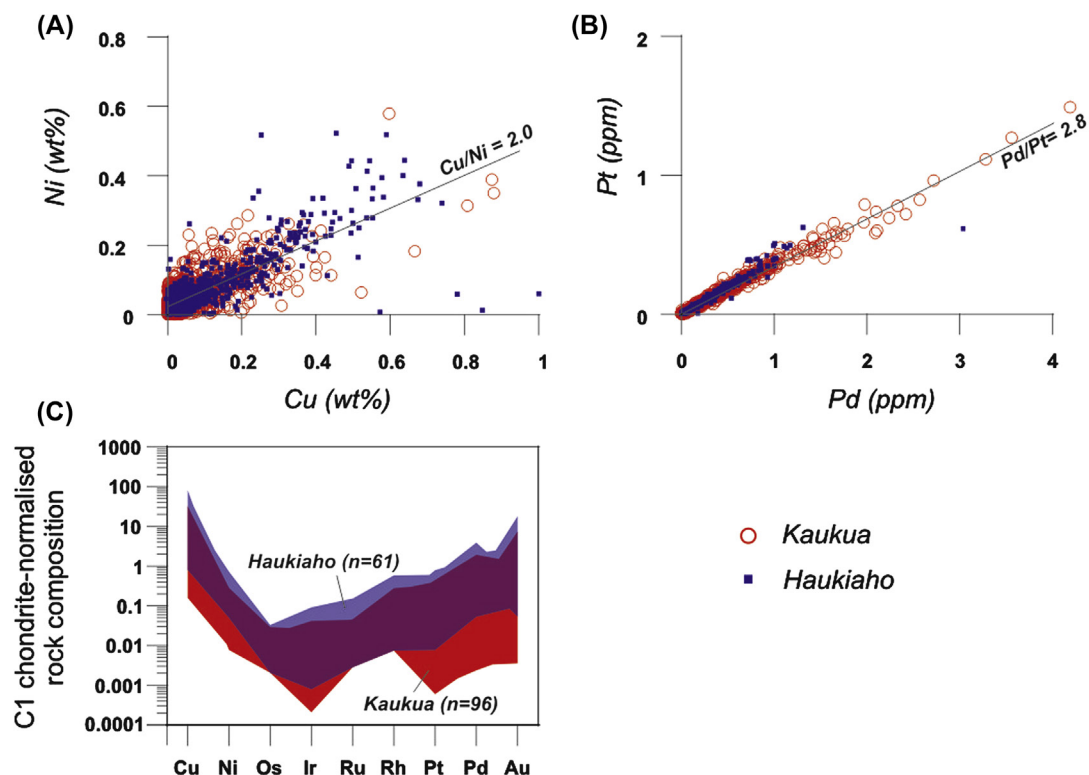 (A)
0.8
0.6
0.4
0.2
0
Ni (wt%)
Cu/Ni = 2.0
0 0.2 0.4 0.6 0.8 1
Cu (wt%)
(B)
2
1
0
Pt (ppm)
Pd/Pt= 2.8
0 1 2 3 4
Pd (ppm)
(C)
1000
100
10
1
0.1
0.01
0.001
0.0001
C1 chondrite-normalised
rock composition
Haukiaho (n=61)
Kaukua (n=96)
Cu Ni Os Ir Ru Rh Pt Pd Au
Kaukua
Haukiaho